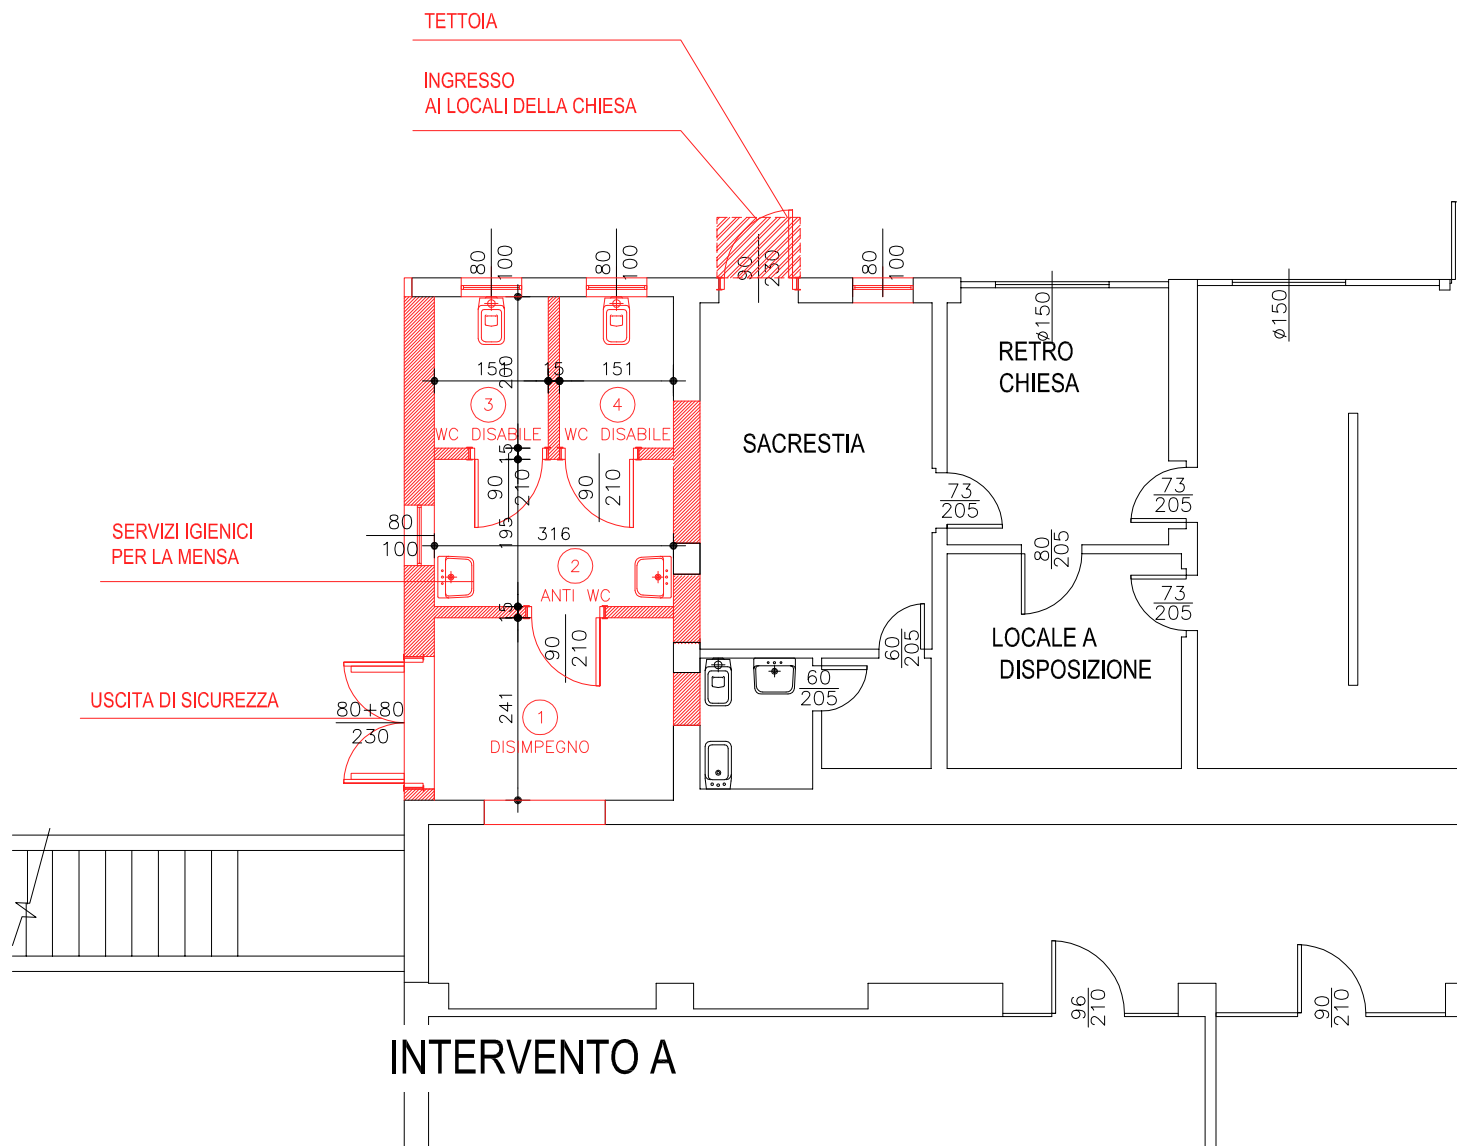 TETTOIA
INGRESSO
AI LOCALI DELLA CHIESA
80
100
80
100
90
230
80
100
ø150
ø150
RETRO
CHIESA
151
15
151
200
3
4
WC DISABILE
WC DISABILE
SACRESTIA
15
90
210
90
210
73
205
73
205
SERVIZI IGIENICI
PER LA MENSA
80
100
195
316
2
ANTI WC
80
205
73
205
15
90
210
60
205
LOCALE A
DISPOSIZIONE
60
205
USCITA DI SICUREZZA
80+80
230
241
1
DISIMPEGNO
96
210
90
210
INTERVENTO A